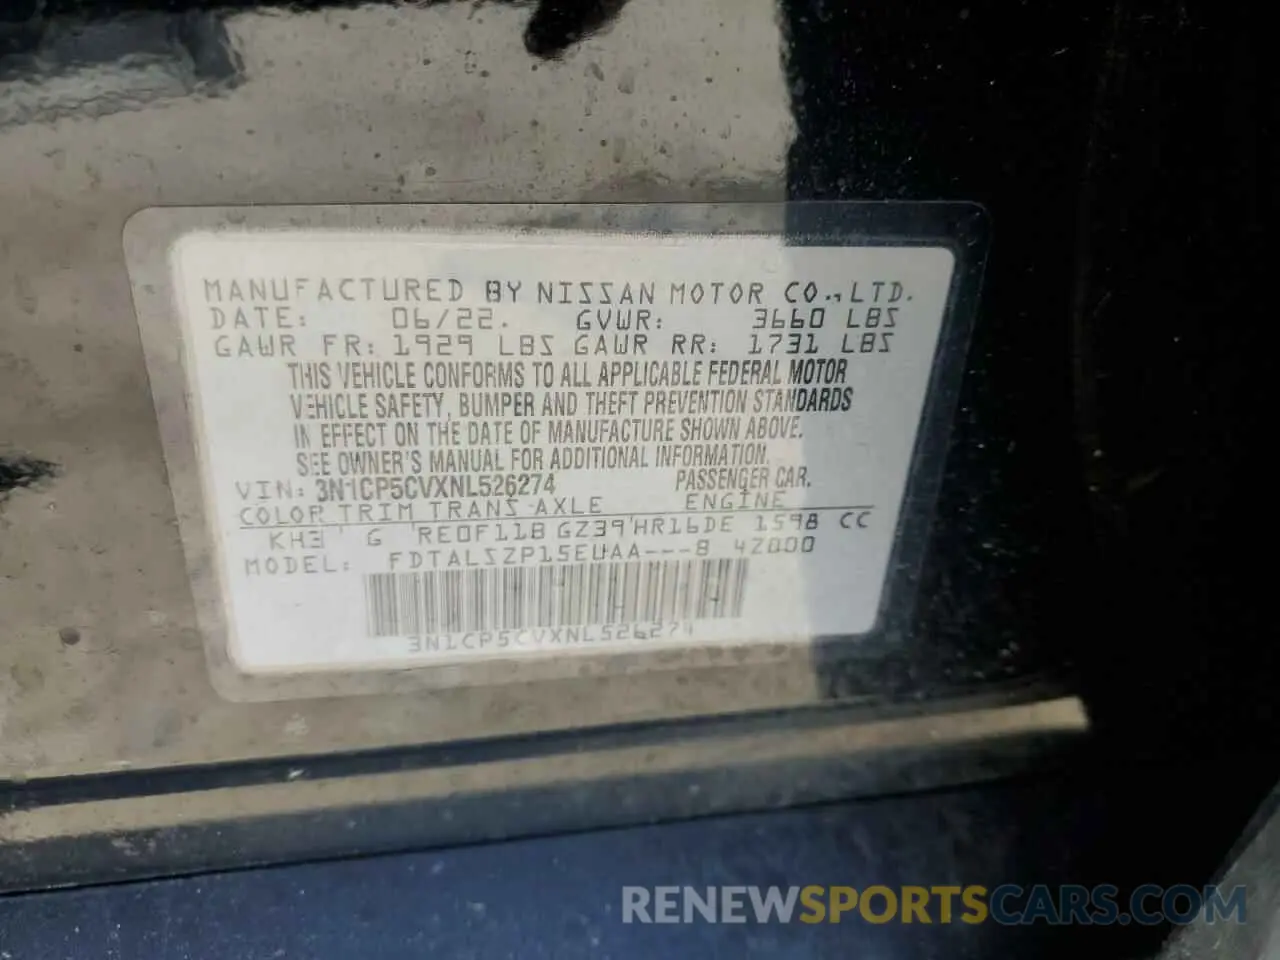 MANUFACTURED BY NISSAN MOTOR CO., LTD.
DATE: 06/22. GVWR: 3660 LBS
GAWR FR: 1929 LBS GAWR RR: 1731 LBS
THIS VEHICLE CONFORMS TO ALL APPLICABLE FEDERAL MOTOR
VEHICLE SAFETY, BUMPER AND THEFT PREVENTION STANDARDS
IN EFFECT ON THE DATE OF MANUFACTURE SHOWN ABOVE.
SEE OWNER'S MANUAL FOR ADDITIONAL INFORMATION.
VIN: 3N1CP5CVXNL526274 PASSENGER CAR.
COLOR TRIM TRANS AXLE ENGINE
KH3 G RE0F11B GZ39 HR16DE 1598 CC
MODEL: FDTALSZP15EUAA---8 42000
3N1CP5CVXNL526274
RENEWSPORTSCARS.COM